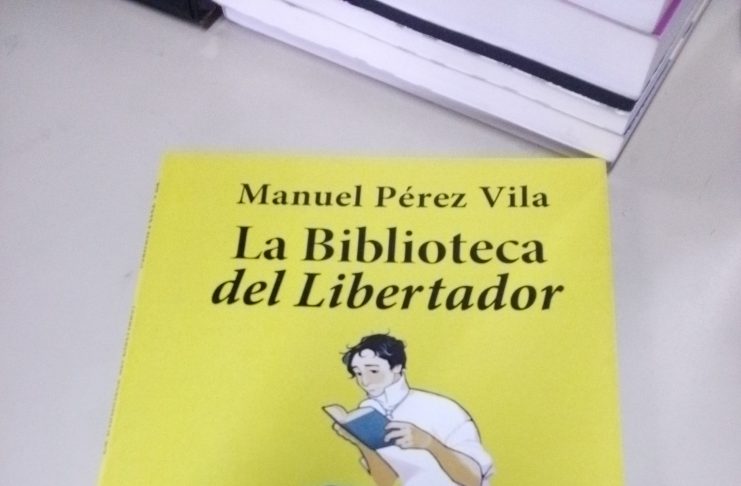 Manuel Pérez Vila
La Biblioteca
del Libertador